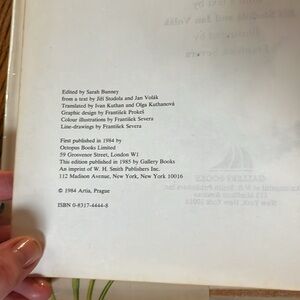 Edited by Sarah Bunney
from a text by Jiří Stodola and Jan Volák
Translated by Ivan Kuthan and Olga Kuthanová
Graphic design by František Prokeš
Colour illustrations by František Severa
Line-drawings by František Severa
First published in 1984 by
Octopus Books Limited
59 Grosvenor Street, London W1
This edition published in 1985 by Gallery Books
An imprint of W. H. Smith Publishers Inc.
112 Madison Avenue, New York, New York 10016
© 1984 Artia, Prague
ISBN 0-8317-4444-8